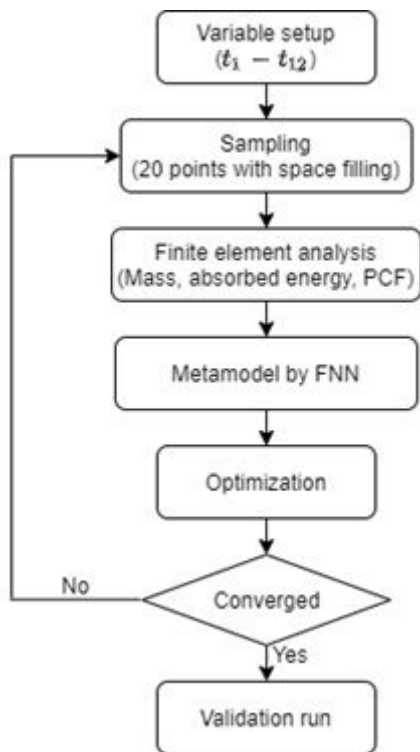 Variable setup
(t₁ − t₁₂)
Sampling
(20 points with space filling)
Finite element analysis
(Mass, absorbed energy, PCF)
Metamodel by FNN
Optimization
Converged
No
Yes
Validation run